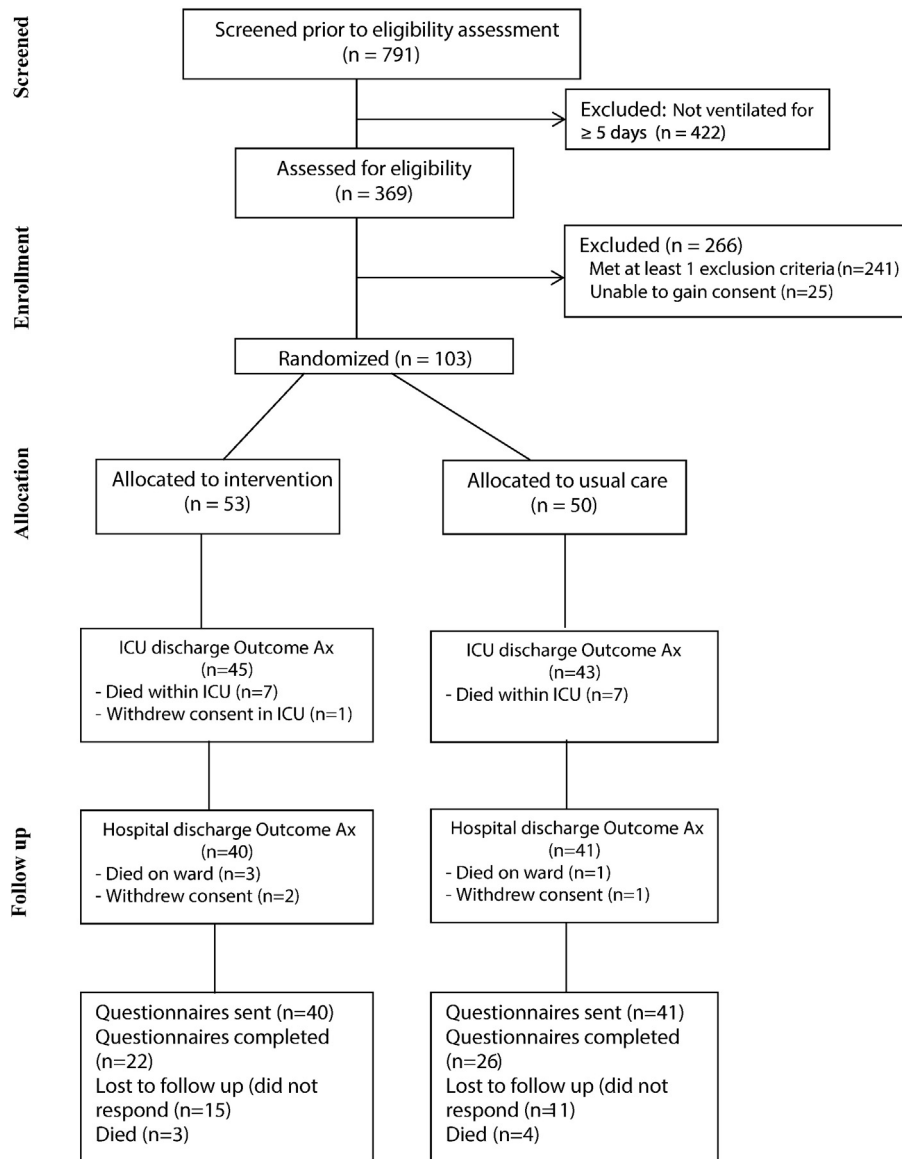 Screened
Screened prior to eligibility assessment
(n = 791)
Excluded: Not ventilated for
≥ 5 days (n = 422)
Assessed for eligibility
(n = 369)
Enrollment
Excluded (n = 266)
Met at least 1 exclusion criteria (n=241)
Unable to gain consent (n=25)
Randomized (n = 103)
Allocation
Allocated to intervention
(n = 53)
Allocated to usual care
(n = 50)
Follow up
ICU discharge Outcome Ax
(n=45)
- Died within ICU (n=7)
- Withdrew consent in ICU (n=1)
ICU discharge Outcome Ax
(n=43)
- Died within ICU (n=7)
Hospital discharge Outcome Ax
(n=40)
- Died on ward (n=3)
- Withdrew consent (n=2)
Hospital discharge Outcome Ax
(n=41)
- Died on ward (n=1)
- Withdrew consent (n=1)
Questionnaires sent (n=40)
Questionnaires completed
(n=22)
Lost to follow up (did not
respond (n=15)
Died (n=3)
Questionnaires sent (n=41)
Questionnaires completed
(n=26)
Lost to follow up (did not
respond (n=11)
Died (n=4)